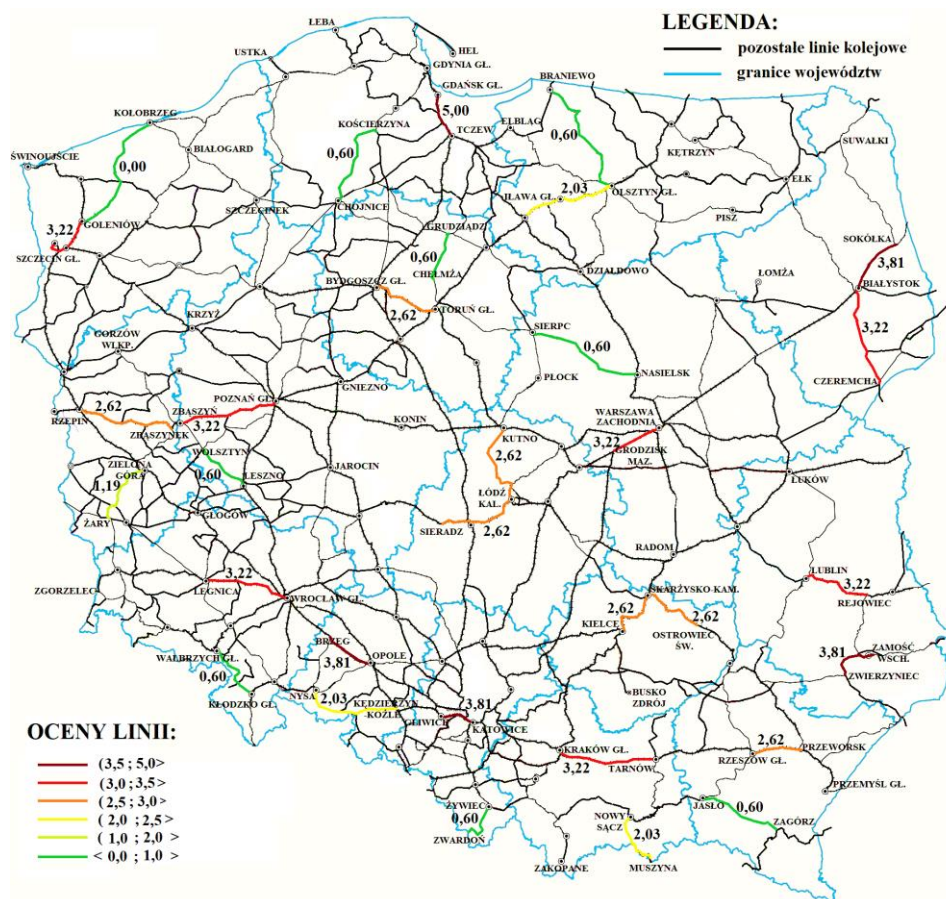 LEGENDA:
pozostałe linie kolejowe
granice województw
ŁEBA
HEL
USTKA
GDYNIA GŁ.
GDAŃSK GŁ.
BRANIEWO
KOŁOBRZEG
5,00
ELBLĄG
SUWAŁKI
KOŚCIERZYNA
TCZEW
0,60
KĘTRZYN
ŚWINOUJŚCIE
0,00
BIAŁOGARD
0,60
2,03
EŁK
IŁAWA GŁ.
OLSZTYN GŁ.
SZCZECINEK
CHOJNICE
PISZ
GOLENIÓW
3,22
GRUDZIĄDZ
SOKÓŁKA
SZCZECIN GŁ.
0,60
3,81
CHEŁMŻA
DZIAŁDOWO
ŁOMŻA
BYDGOSZCZ GŁ.
BIAŁYSTOK
2,62
TORUŃ GŁ.
KRZYŻ
SIERPC
3,22
GORZÓW
WLKP.
0,60
PŁOCK
NASIELSK
CZEREMCHA
GNIEZNO
POZNAŃ GŁ.
2,62
ZBASZYŃ
KONIN
WARSZAWA
ZACHODNIA
RZEPIN
3,22
ZBASZYNEK
KUTNO
3,22
WOLSZTYN
2,62
GRODZISK
MAZ.
ZIELONA
GÓRA
0,60
LESZNO
JAROCIN
ŁUKÓW
1,19
ŁÓDŹ
KAL.
GŁOGÓW
ŻARY
SIERADZ
2,62
RADOM
LUBLIN
3,22
3,22
ZGORZELEC
LEGNICA
WROCŁAW GŁ.
SKARŻYSKO-KAM.
REJOWIEC
2,62
2,62
KIELCE
BRZEG
OSTROWIEC
ŚW.
WAŁBRZYCH GŁ.
3,81
OPOLE
3,81
ZAMOŚĆ
WSCH.
0,60
ZWIERZYNIEC
KŁODZKO GŁ.
NYSA
2,03
KĘDZIERZYN
KOŹLE
BUSKO
ZDRÓJ
3,81
GLIWICE
KATOWICE
OCENY LINII:
2,62
KRAKÓW GŁ.
PRZEWORSK
RZESZÓW GŁ.
(3,5 ; 5,0>
3,22
TARNÓW
(3,0 ; 3,5>
PRZEMYŚL GŁ.
(2,5 ; 3,0>
ŻYWIEC
JASŁO
0,60
(2,0 ; 2,5>
0,60
NOWY
SĄCZ
2,03
ZAGÓRZ
(1,0 ; 2,0 >
ZWARDOŃ
< 0,0 ; 1,0 >
ZAKOPANE
MUSZYNA